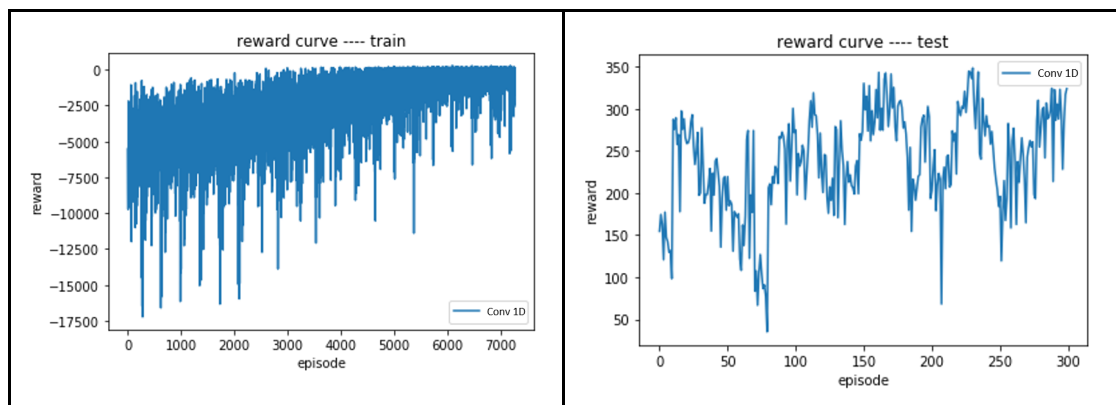 reward curve ---- train
reward
0
−2500
−5000
−7500
−10000
−12500
−15000
−17500
Conv 1D
0 1000 2000 3000 4000 5000 6000 7000
episode
reward curve ---- test
reward
350
300
250
200
150
100
50
Conv 1D
0 50 100 150 200 250 300
episode